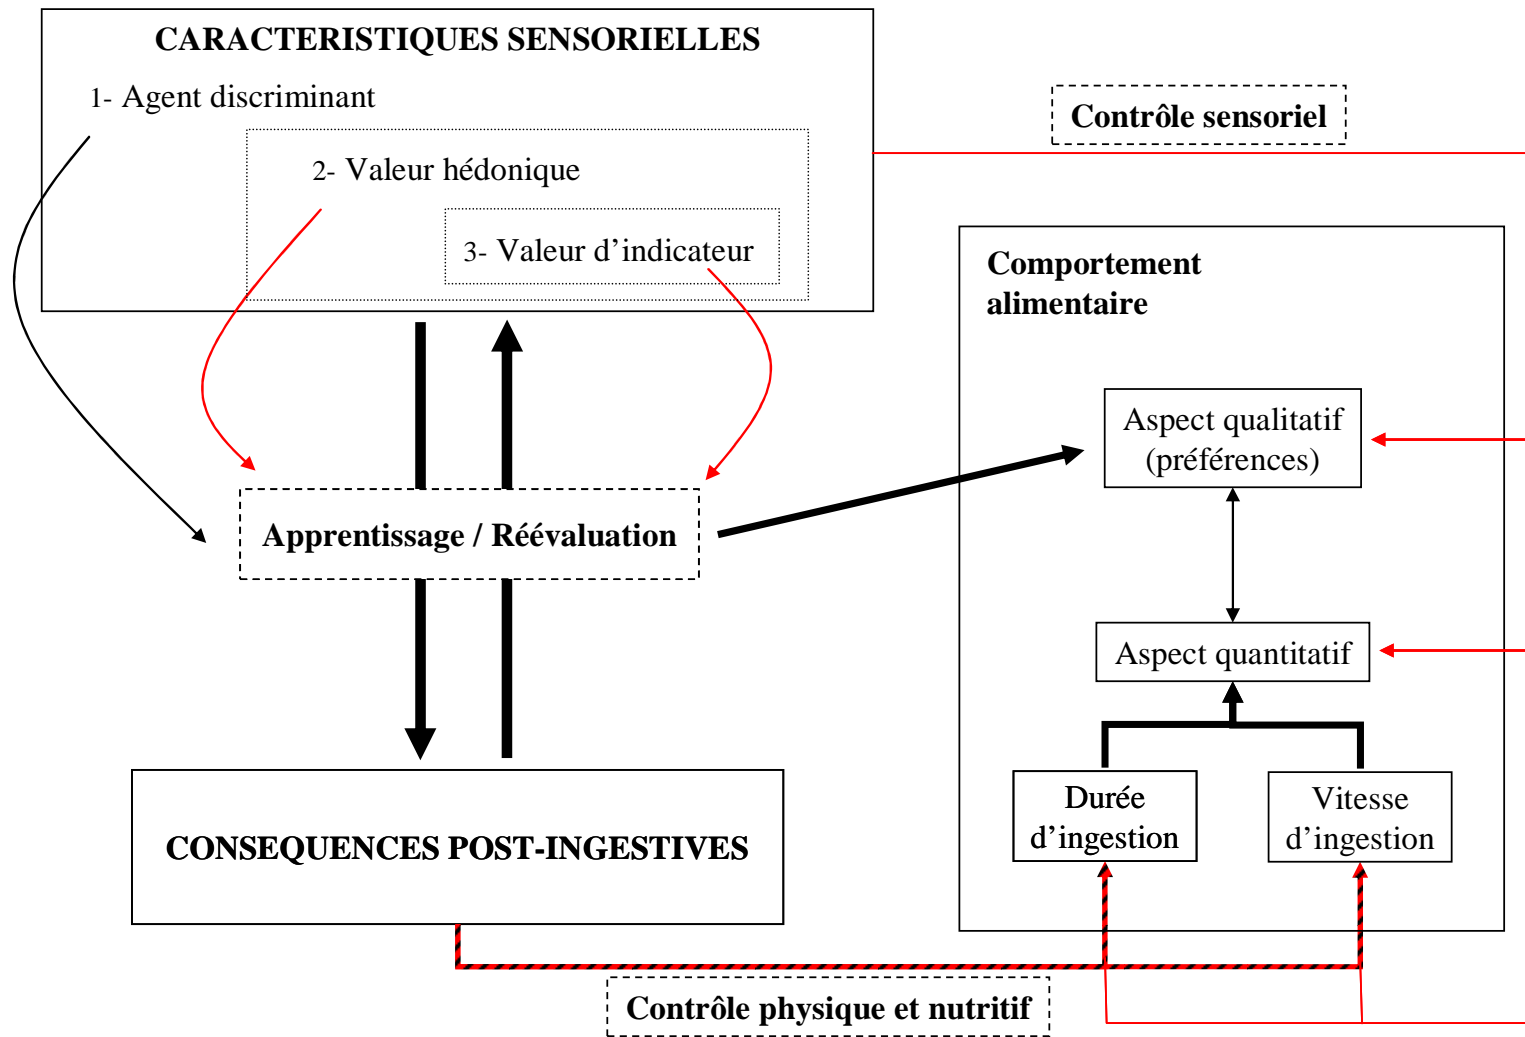 CARACTERISTIQUES SENSORIELLES
1- Agent discriminant
2- Valeur hédonique
3- Valeur d’indicateur
Contrôle sensoriel
Comportement
alimentaire
Aspect qualitatif
(préférences)
Apprentissage / Réévaluation
Aspect quantitatif
Durée
d’ingestion
Vitesse
d’ingestion
CONSEQUENCES POST-INGESTIVES
Contrôle physique et nutritif